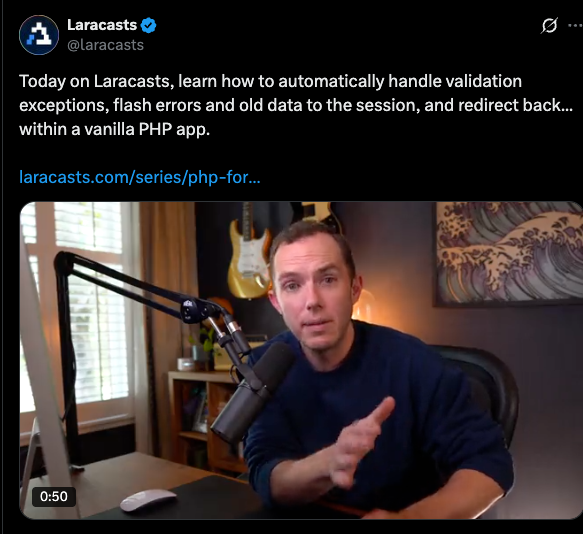 Laracasts
@laracasts
Today on Laracasts, learn how to automatically handle validation
exceptions, flash errors and old data to the session, and redirect back...
within a vanilla PHP app.
laracasts.com/series/php-for...
0:50